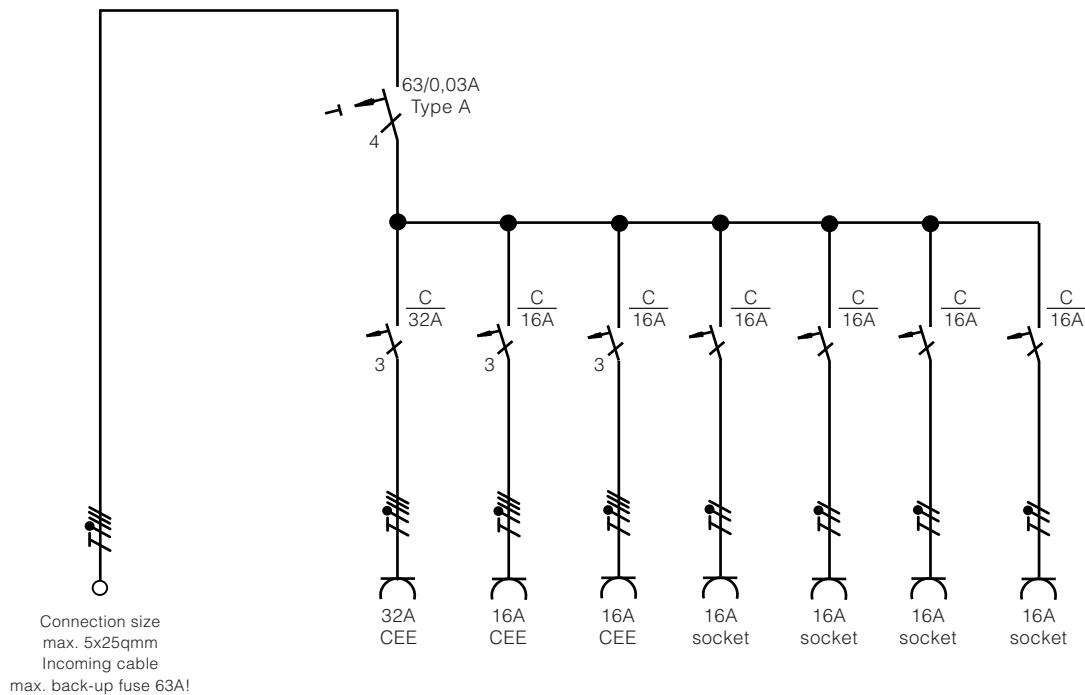 63/0,03A
Type A
4
C
32A
C
16A
C
16A
C
16A
C
16A
C
16A
C
16A
3
3
3
32A
CEE
16A
CEE
16A
CEE
16A
socket
16A
socket
16A
socket
16A
socket
Connection size
max. 5x25qmm
Incoming cable
max. back-up fuse 63A!